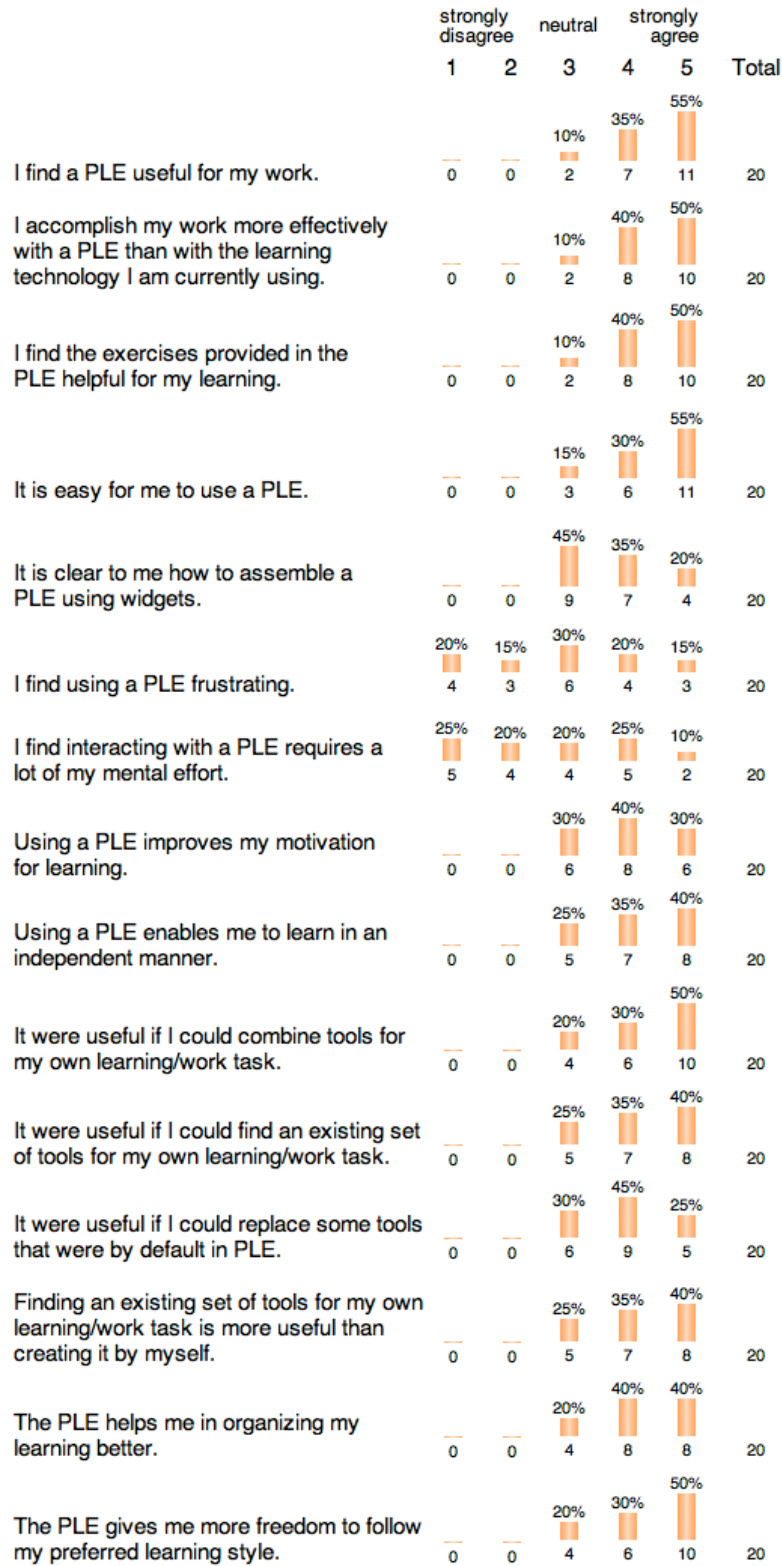 strongly disagree neutral strongly agree
1 2 3 4 5 Total
10% 35% 55%
I find a PLE useful for my work.
0 0 2 7 11 20
10% 40% 50%
I accomplish my work more effectively
with a PLE than with the learning
technology I am currently using.
0 0 2 8 10 20
10% 40% 50%
I find the exercises provided in the
PLE helpful for my learning.
0 0 2 8 10 20
15% 30% 55%
It is easy for me to use a PLE.
0 0 3 6 11 20
45% 35% 20%
It is clear to me how to assemble a
PLE using widgets.
0 0 9 7 4 20
20% 15% 30% 20% 15%
I find using a PLE frustrating.
4 3 6 4 3 20
25% 20% 20% 25% 10%
I find interacting with a PLE requires a
lot of my mental effort.
5 4 4 5 2 20
30% 40% 30%
Using a PLE improves my motivation
for learning.
0 0 6 8 6 20
25% 35% 40%
Using a PLE enables me to learn in an
independent manner.
0 0 5 7 8 20
20% 30% 50%
It were useful if I could combine tools for
my own learning/work task.
0 0 4 6 10 20
25% 35% 40%
It were useful if I could find an existing set
of tools for my own learning/work task.
0 0 5 7 8 20
30% 45% 25%
It were useful if I could replace some tools
that were by default in PLE.
0 0 6 9 5 20
25% 35% 40%
Finding an existing set of tools for my own
learning/work task is more useful than
creating it by myself.
0 0 5 7 8 20
20% 40% 40%
The PLE helps me in organizing my
learning better.
0 0 4 8 8 20
20% 30% 50%
The PLE gives me more freedom to follow
my preferred learning style.
0 0 4 6 10 20